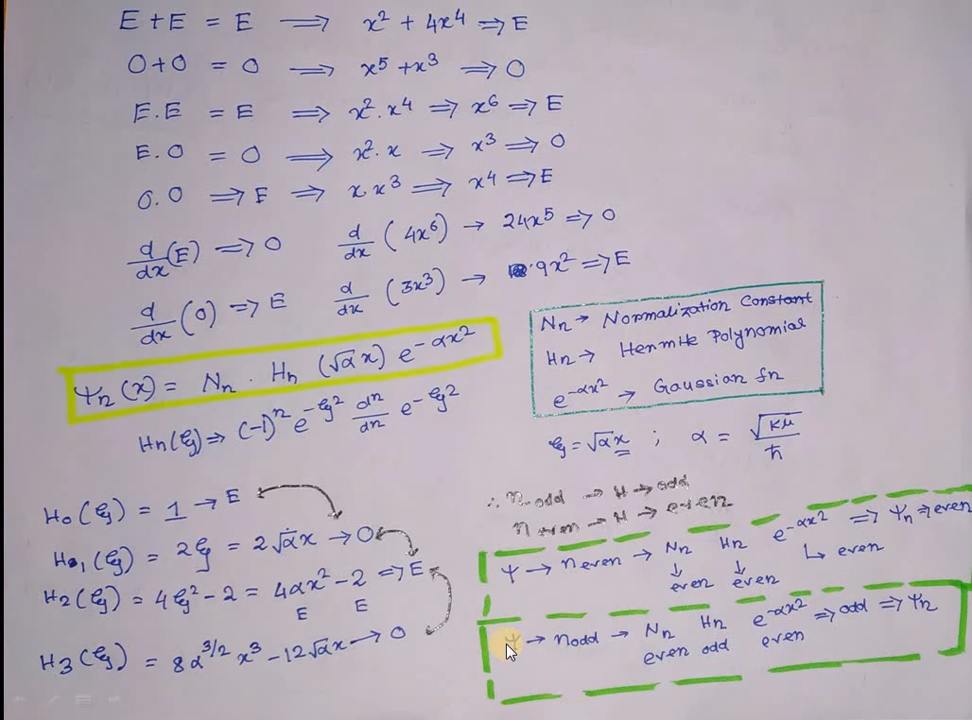 E + E = E ⟹ x² + 4x⁴ ⇒ E
O + O = O ⟹ x⁵ + x³ ⟹ O
E . E = E ⟹ x² . x⁴ ⟹ x⁶ ⟹ E
E . O = O ⟹ x² . x ⟹ x³ ⟹ O
O . O ⟹ E ⟹ x x³ ⟹ x⁴ ⟹ E
d/dx (E) ⟹ O d/dx (4x⁶) → 24x⁵ ⇒ O
d/dx (O) ⟹ E d/dx (3x³) → 9x² ⇒ E
Ψn(x) = Nn . Hn (√α x) e^-αx²
Nn → Normalization Constant
Hn → Hermite Polynomial
e^-αx² → Gaussian fn
Hn(ξ) ⇒ (-1)ⁿ e^-ξ² dn/dn e^-ξ²
ξ = √α x ; α = √kμ/ħ
H₀(ξ) = 1 → E
H₁(ξ) = 2ξ = 2√α x → O
H₂(ξ) = 4ξ² - 2 = 4αx² - 2 ⇒ E
E E
H₃(ξ) = 8α^3/2 x³ - 12√α x → O
∴ n odd → H → odd
n even → H → even
Ψ → n even → Nn Hn e^-αx² ⟹ Ψn ⇒ even
↓ ↓ ↳ even
even even
Ψ → n odd → Nn Hn e^-αx² ⟹ odd ⟹ Ψn
even odd even